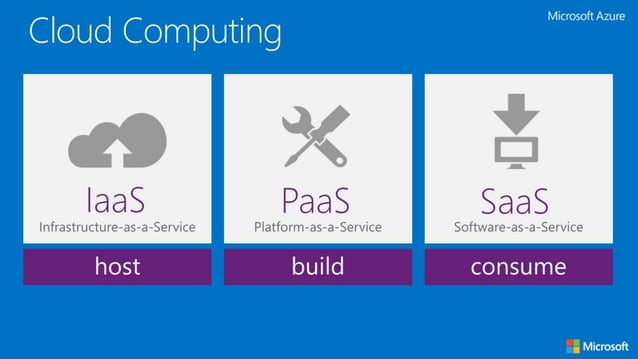 Cloud Computing
Microsoft Azure
IaaS
Infrastructure-as-a-Service
host
PaaS
Platform-as-a-Service
build
SaaS
Software-as-a-Service
consume
Microsoft